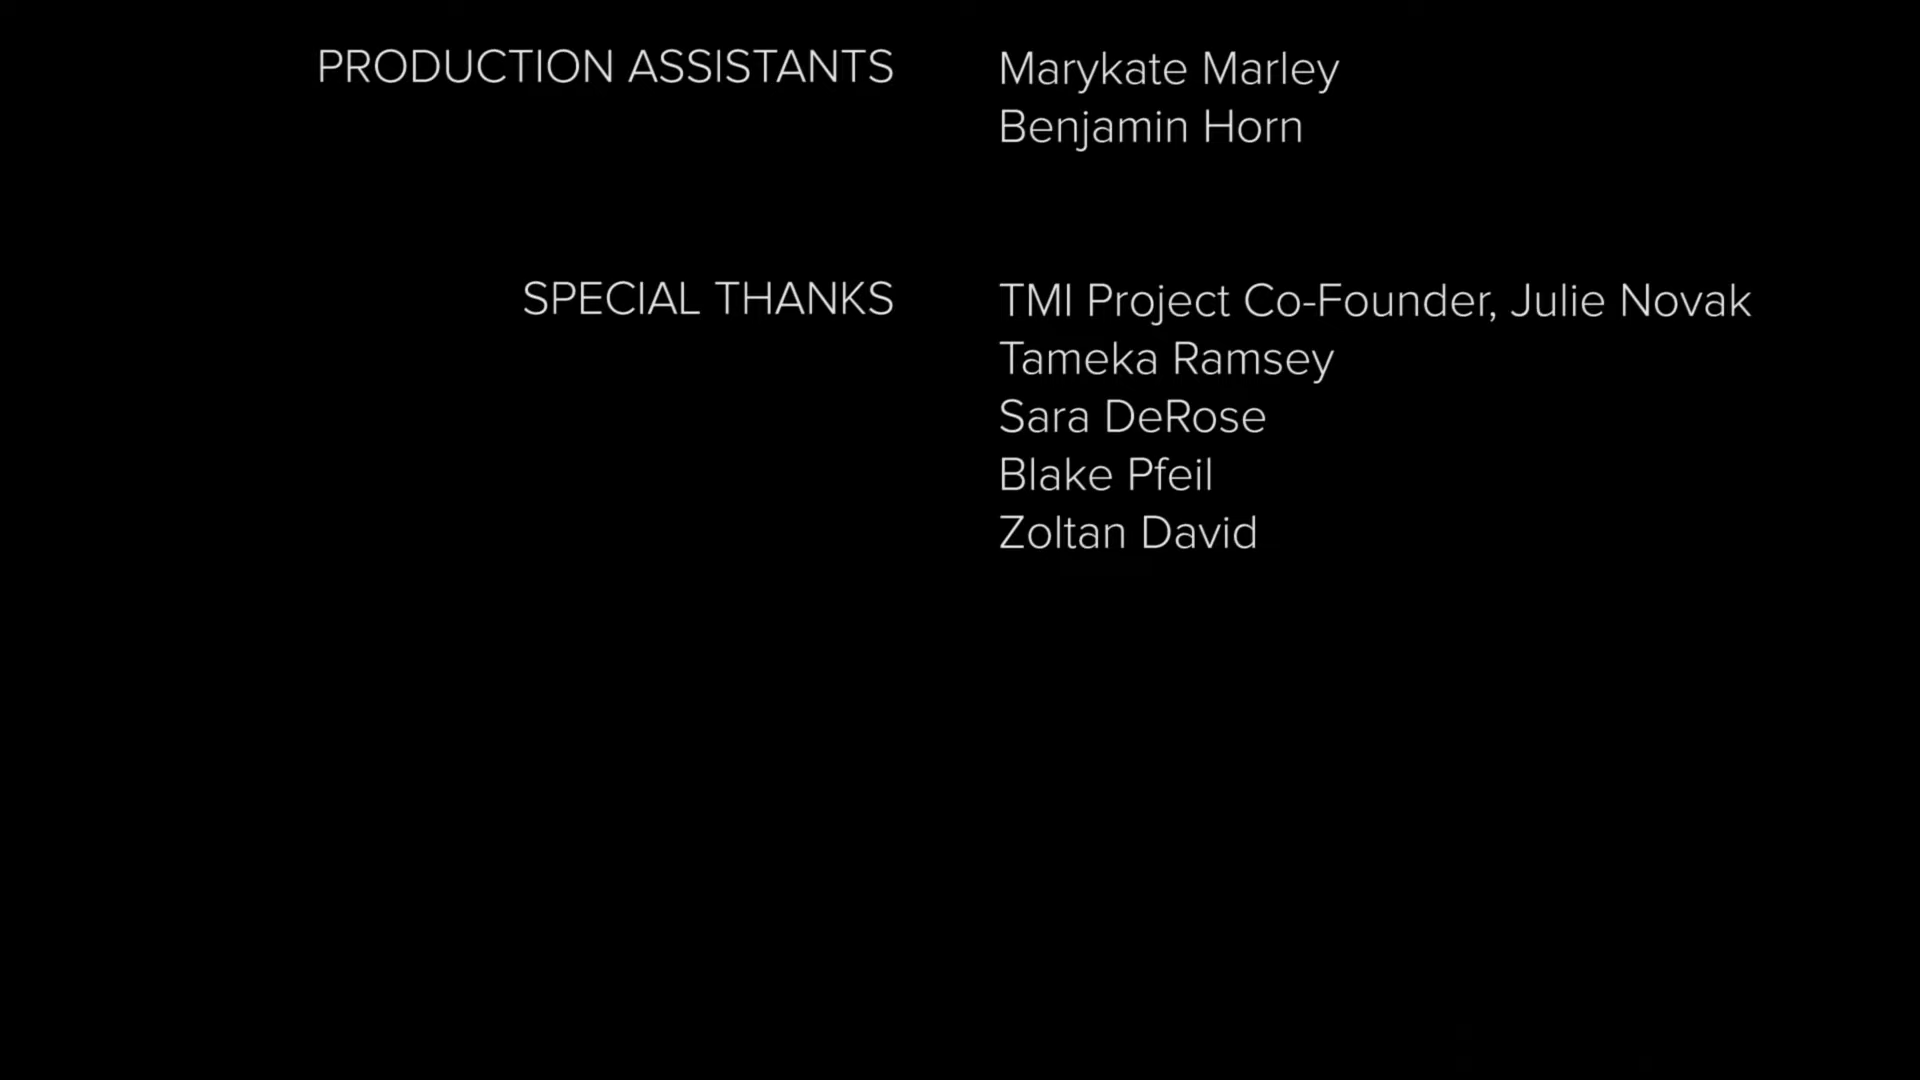 PRODUCTION ASSISTANTS Marykate Marley
Benjamin Horn
SPECIAL THANKS TMI Project Co-Founder, Julie Novak
Tameka Ramsey
Sara DeRose
Blake Pfeil
Zoltan David